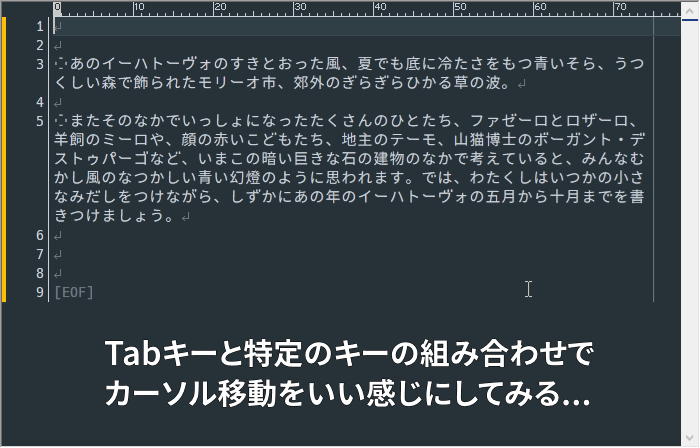 0 10 20 30 40 50 60 70
1 ↵
2 ↵
3 あのイーハトーヴォのすきとおった風、夏でも底に冷たさをもつ青いそら、うつ
くしい森で飾られたモリーオ市、郊外のぎらぎらひかる草の波。↵
4 ↵
5 またそのなかでいっしょになったたくさんのひとたち、ファゼーロとロザーロ、
羊飼のミーロや、顔の赤いこどもたち、地主のテーモ、山猫博士のボーガント・デ
ストゥパーゴなど、いまこの暗い巨きな石の建物のなかで考えていると、みんなむ
かし風のなつかしい青い幻燈のように思われます。では、わたくしはいつかの小さ
なみだしをつけながら、しずかにあの年のイーハトーヴォの五月から十月までを書
きつけましょう。↵
6 ↵
7 ↵
8 ↵
9 [EOF]
Tabキーと特定のキーの組み合わせで
カーソル移動をいい感じにしてみる...